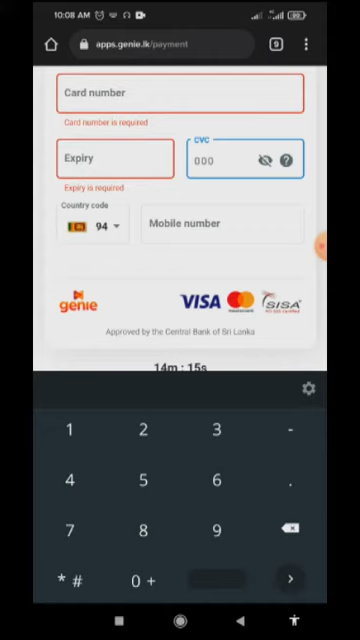 10:08 AM
apps.genie.lk/payment
9
Card number
Card number is required
Expiry
CVC
000
Expiry is required
Country code
94
Mobile number
genie
VISA
SISA
Approved by the Central Bank of Sri Lanka
14m : 15s
1 2 3 -
4 5 6 .
7 8 9
* # 0 +